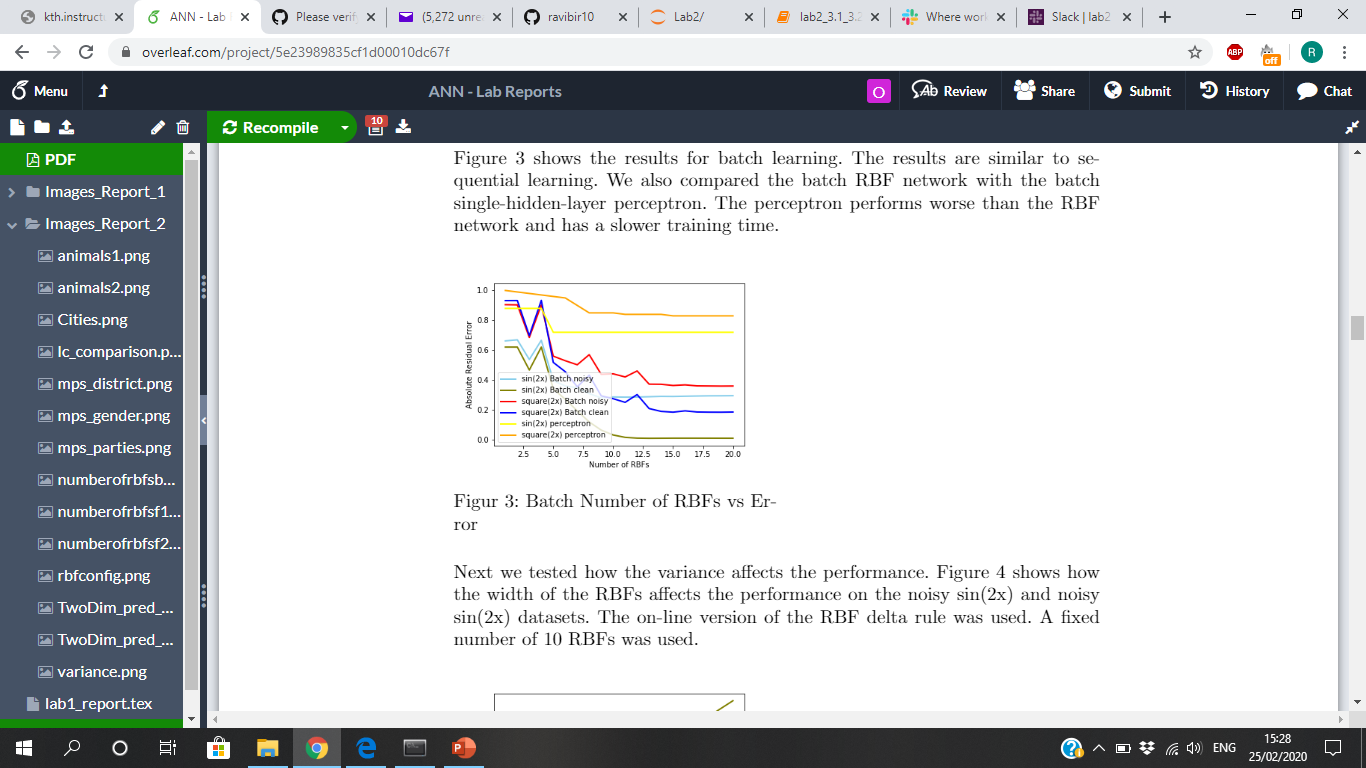 kth.instructu
ANN - Lab
Please verif
(5,272 unre
ravibir10
Lab2/
lab2_3.1_3.2
Where work
Slack | lab2
overleaf.com/project/5e23989835cf1d00010dc67f
ABP
off
R
Menu
ANN - Lab Reports
O
Review
Share
Submit
History
Chat
Recompile
10
PDF
Images_Report_1
Images_Report_2
animals1.png
animals2.png
Cities.png
lc_comparison.p...
mps_district.png
mps_gender.png
mps_parties.png
numberofrbfsb...
numberofrbfsf1...
numberofrbfsf2...
rbfconfig.png
TwoDim_pred_...
TwoDim_pred_...
variance.png
lab1_report.tex
Figure 3 shows the results for batch learning. The results are similar to se-
quential learning. We also compared the batch RBF network with the batch
single-hidden-layer perceptron. The perceptron performs worse than the RBF
network and has a slower training time.
1.0
0.8
0.6
0.4
0.2
0.0
Absolute Residual Error
sin(2x) Batch noisy
sin(2x) Batch clean
square(2x) Batch noisy
square(2x) Batch clean
sin(2x) perceptron
square(2x) perceptron
2.5 5.0 7.5 10.0 12.5 15.0 17.5 20.0
Number of RBFs
Figur 3: Batch Number of RBFs vs Er-
ror
Next we tested how the variance affects the performance. Figure 4 shows how
the width of the RBFs affects the performance on the noisy sin(2x) and noisy
sin(2x) datasets. The on-line version of the RBF delta rule was used. A fixed
number of 10 RBFs was used.
ENG
15:28
25/02/2020